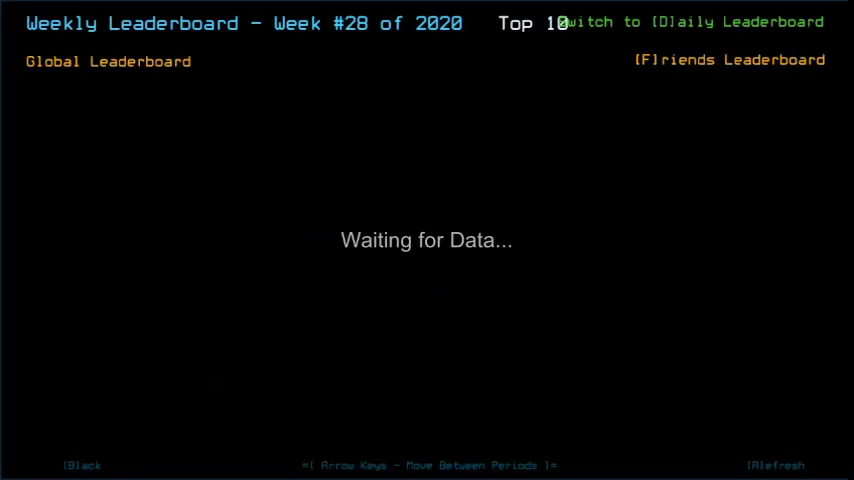 Weekly Leaderboard - Week #28 of 2020 Top 10 witch to [D]aily Leaderboard
Global Leaderboard [F]riends Leaderboard
Waiting for Data...
[B]ack =[ Arrow Keys - Move Between Periods ]= [R]efresh